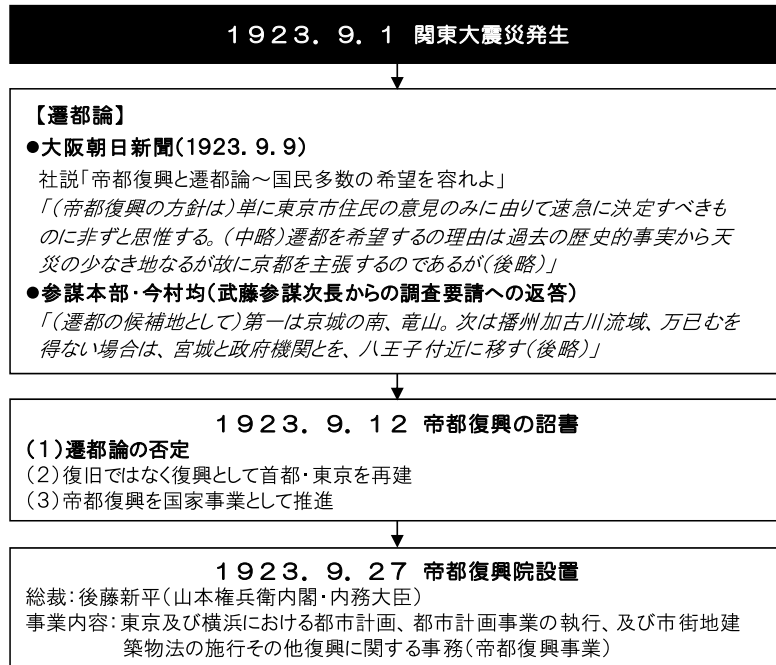 １９２３．９．１ 関東大震災発生
【遷都論】
●大阪朝日新聞(１９２３．９．９)
社説「帝都復興と遷都論～国民多数の希望を容れよ」
「(帝都復興の方針は)単に東京市住民の意見のみに由りて速急に決定すべきも
のに非ずと思惟する。(中略)遷都を希望するの理由は過去の歴史的事実から天
災の少なき地なるが故に京都を主張するのであるが(後略)」
●参謀本部・今村均(武藤参謀次長からの調査要請への返答)
「(遷都の候補地として)第一は京城の南、竜山。次は播州加古川流域、万已むを
得ない場合は、宮城と政府機関とを、八王子付近に移す(後略)」
１９２３．９．１２ 帝都復興の詔書
(１)遷都論の否定
(２)復旧ではなく復興として首都・東京を再建
(３)帝都復興を国家事業として推進
１９２３．９．２７ 帝都復興院設置
総裁：後藤新平(山本権兵衛内閣・内務大臣)
事業内容：東京及び横浜における都市計画、都市計画事業の執行、及び市街地建
築物法の施行その他復興に関する事務(帝都復興事業)